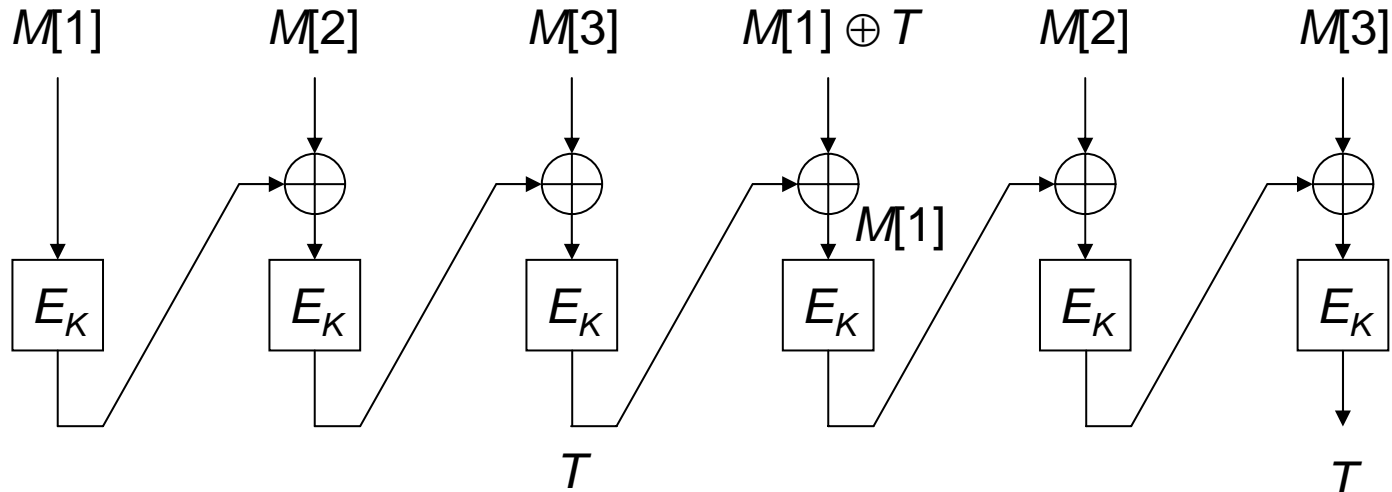 M[1] M[2] M[3] M[1] ⊕ T M[2] M[3]
M[1]
E_K E_K E_K E_K E_K E_K
T T